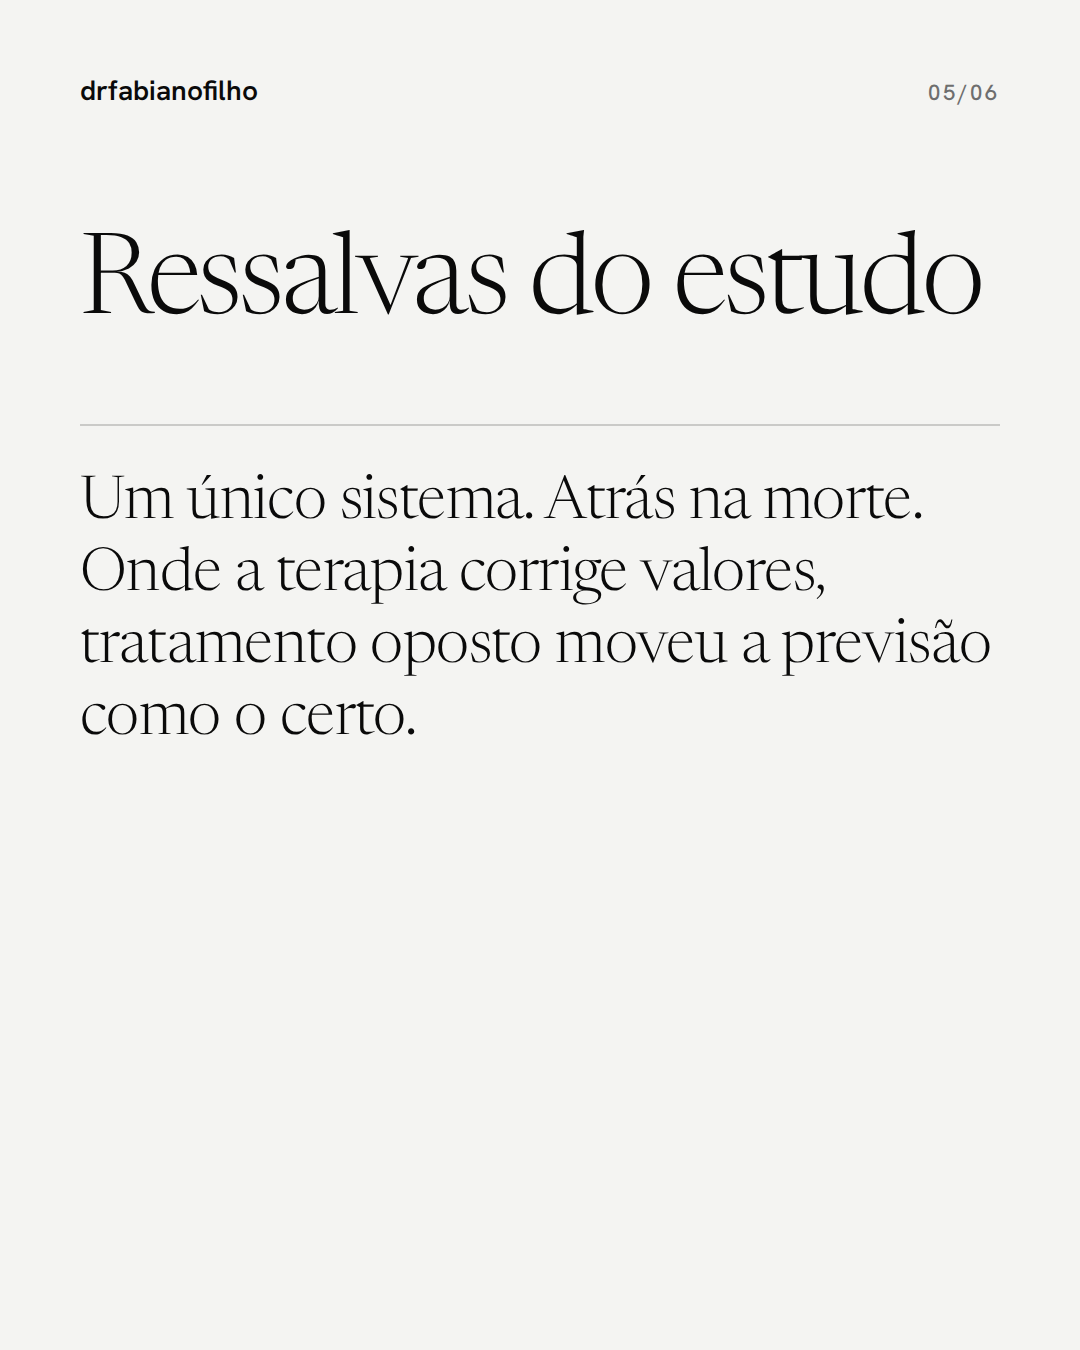 drfabianofilho
05/06
Ressalvas do estudo
Um único sistema. Atrás na morte.
Onde a terapia corrige valores,
tratamento oposto moveu a previsão
como o certo.